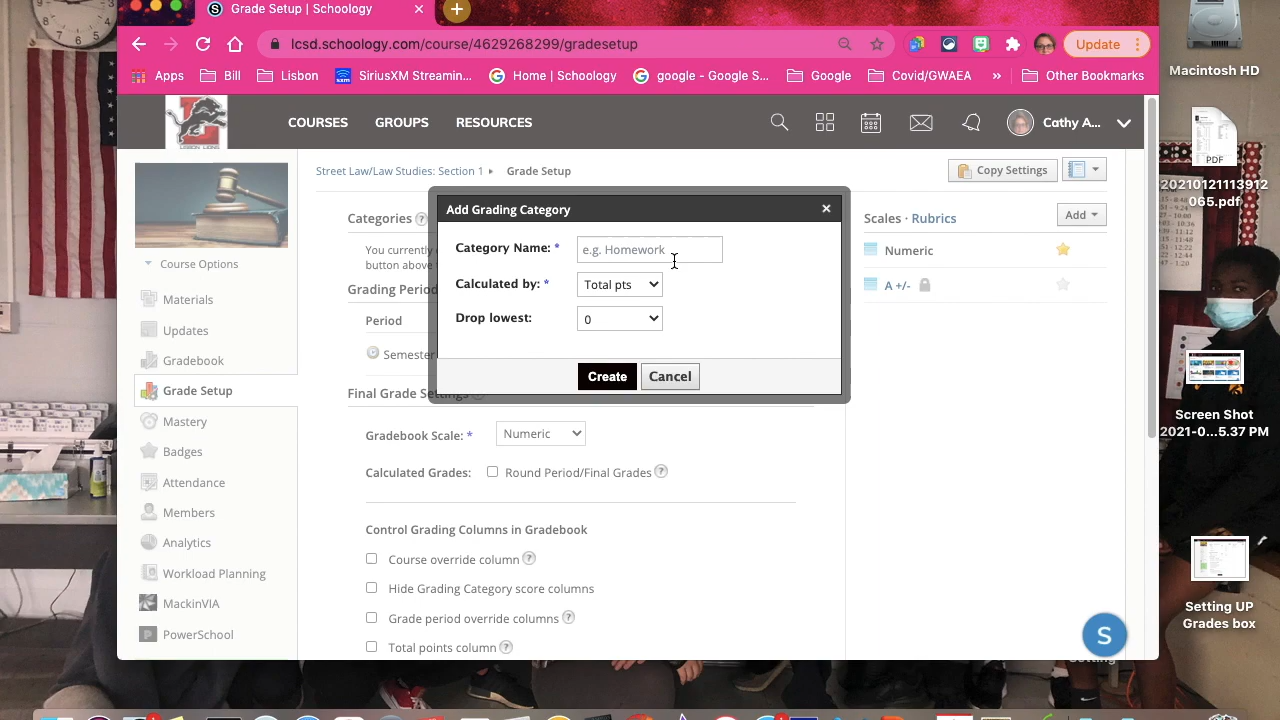 Grade Setup | Schoology
lcsd.schoology.com/course/4629268299/gradesetup
Update
Apps
Bill
Lisbon
SiriusXM Streamin...
Home | Schoology
google - Google S...
Google
Covid/GWAEA
»
Other Bookmarks
Macintosh HD
COURSES
GROUPS
RESOURCES
Cathy A...
PDF
20210121113912
065.pdf
Street Law/Law Studies: Section 1
Grade Setup
Copy Settings
Categories
Add Grading Category
Scales · Rubrics
Add
You currently
button above
Category Name: *
e.g. Homework
Numeric
Course Options
Calculated by: *
Total pts
A +/-
Grading Period
Materials
Period
Drop lowest:
0
Updates
Semester
Gradebook
Create
Cancel
Grade Setup
Final Grade Settings
Screen Shot
2021-0...5.37 PM
Mastery
Gradebook Scale: *
Numeric
Badges
Calculated Grades:
Round Period/Final Grades
Attendance
Members
Control Grading Columns in Gradebook
Analytics
Course override column
Workload Planning
Hide Grading Category score columns
MackinVIA
Grade period override columns
Setting UP
Grades box
PowerSchool
Total points column
S